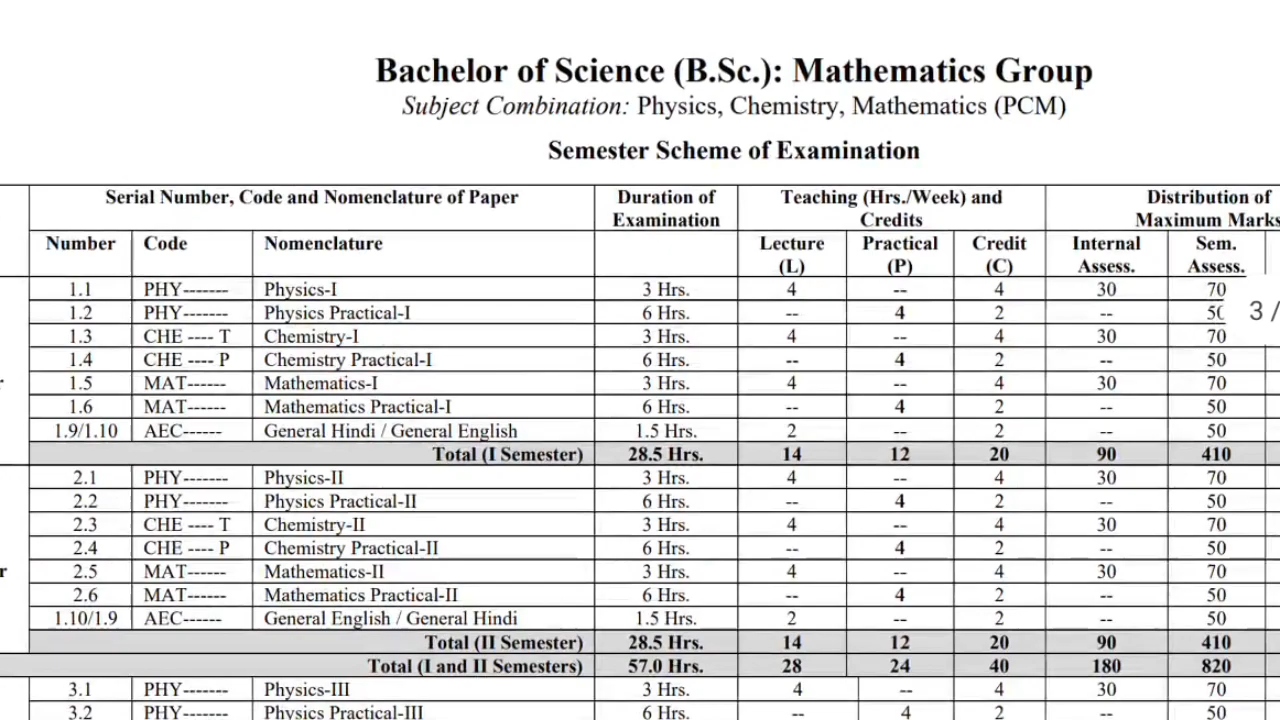 Bachelor of Science (B.Sc.): Mathematics Group
Subject Combination: Physics, Chemistry, Mathematics (PCM)
Semester Scheme of Examination
Serial Number, Code and Nomenclature of Paper Duration of Examination Teaching (Hrs./Week) and Credits Distribution of Maximum Marks
Number Code Nomenclature Lecture (L) Practical (P) Credit (C) Internal Assess. Sem. Assess.
1.1 PHY------- Physics-I 3 Hrs. 4 -- 4 30 70
1.2 PHY------- Physics Practical-I 6 Hrs. -- 4 2 -- 50 3 /
1.3 CHE ---- T Chemistry-I 3 Hrs. 4 -- 4 30 70
1.4 CHE ---- P Chemistry Practical-I 6 Hrs. -- 4 2 -- 50
1.5 MAT------ Mathematics-I 3 Hrs. 4 -- 4 30 70
1.6 MAT------ Mathematics Practical-I 6 Hrs. -- 4 2 -- 50
1.9/1.10 AEC------ General Hindi / General English 1.5 Hrs. 2 -- 2 -- 50
Total (I Semester) 28.5 Hrs. 14 12 20 90 410
2.1 PHY------- Physics-II 3 Hrs. 4 -- 4 30 70
2.2 PHY------- Physics Practical-II 6 Hrs. -- 4 2 -- 50
2.3 CHE ---- T Chemistry-II 3 Hrs. 4 -- 4 30 70
2.4 CHE ---- P Chemistry Practical-II 6 Hrs. -- 4 2 -- 50
2.5 MAT------ Mathematics-II 3 Hrs. 4 -- 4 30 70
2.6 MAT------ Mathematics Practical-II 6 Hrs. -- 4 2 -- 50
1.10/1.9 AEC------ General English / General Hindi 1.5 Hrs. 2 -- 2 -- 50
Total (II Semester) 28.5 Hrs. 14 12 20 90 410
Total (I and II Semesters) 57.0 Hrs. 28 24 40 180 820
3.1 PHY------- Physics-III 3 Hrs. 4 -- 4 30 70
3.2 PHY------- Physics Practical-III 6 Hrs. -- 4 2 -- 50